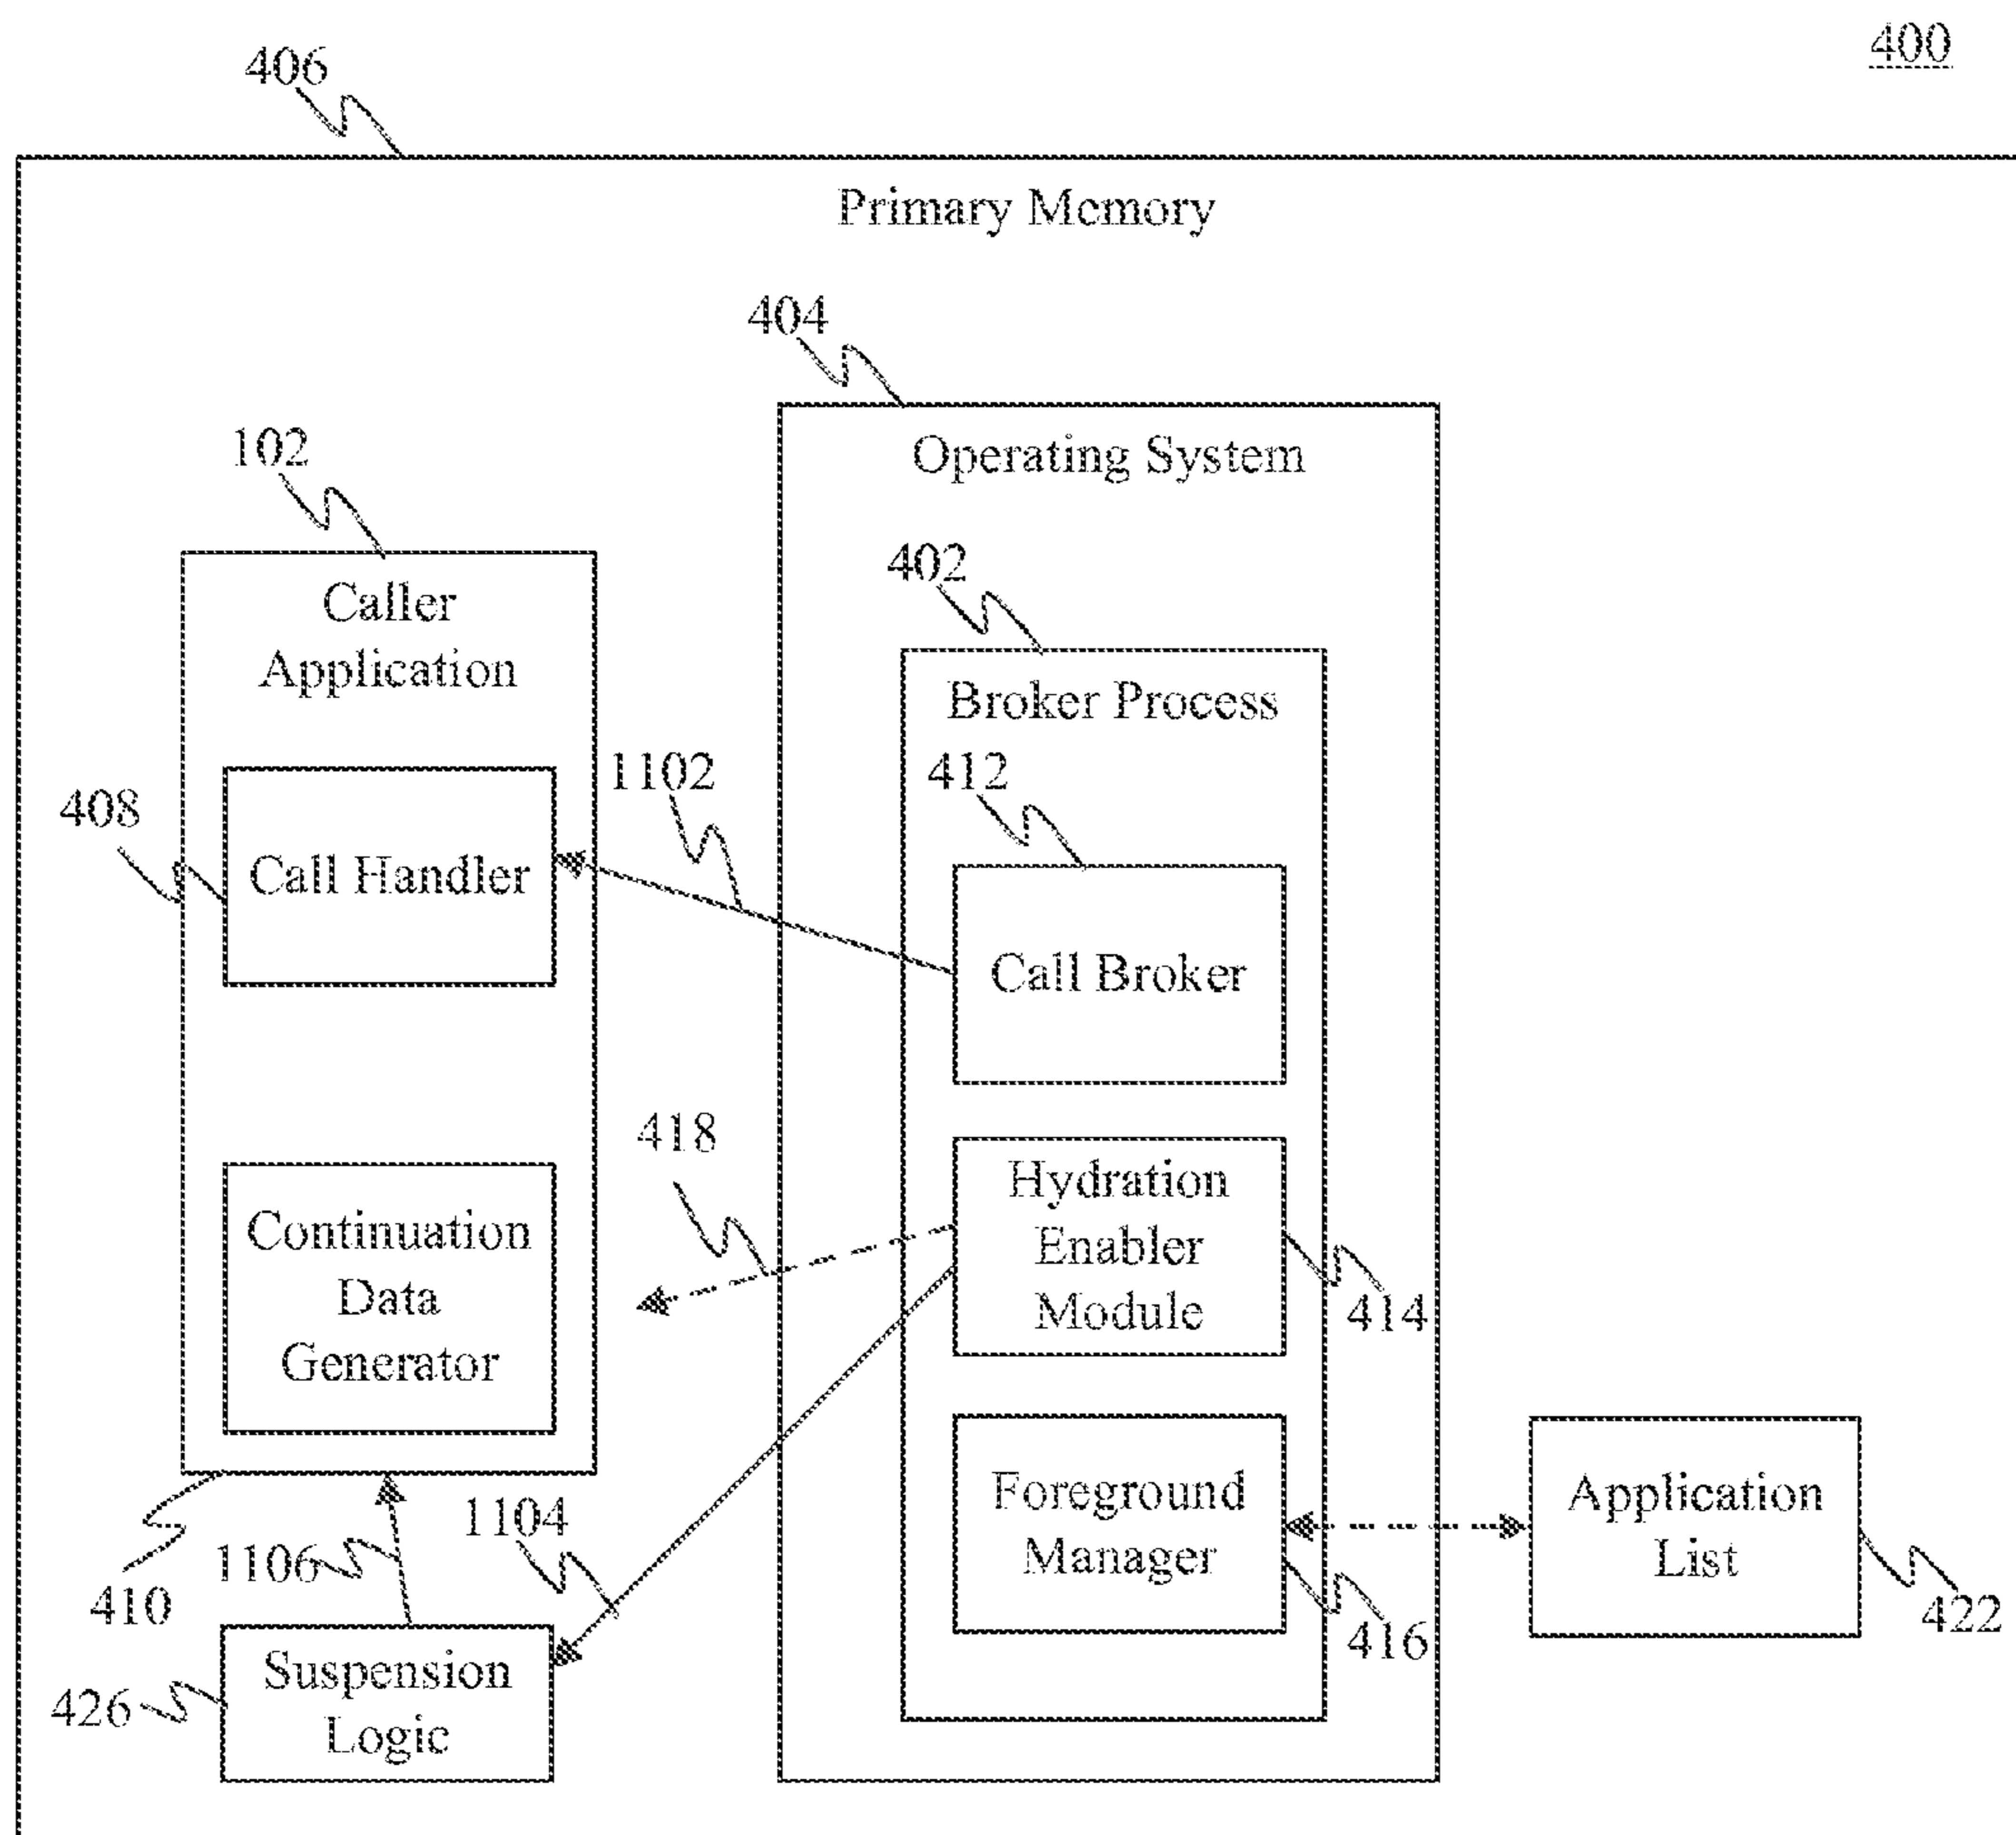 400
406
Primary Memory
404
Operating System
102
Caller
Application
402
Broker Process
1102
412
408
Call Handler
Call Broker
418
Hydration
Enabler
Module
Continuation
Data
Generator
414
Foreground
Manager
Application
List
1104
1106
410
416
422
Suspension
Logic
426